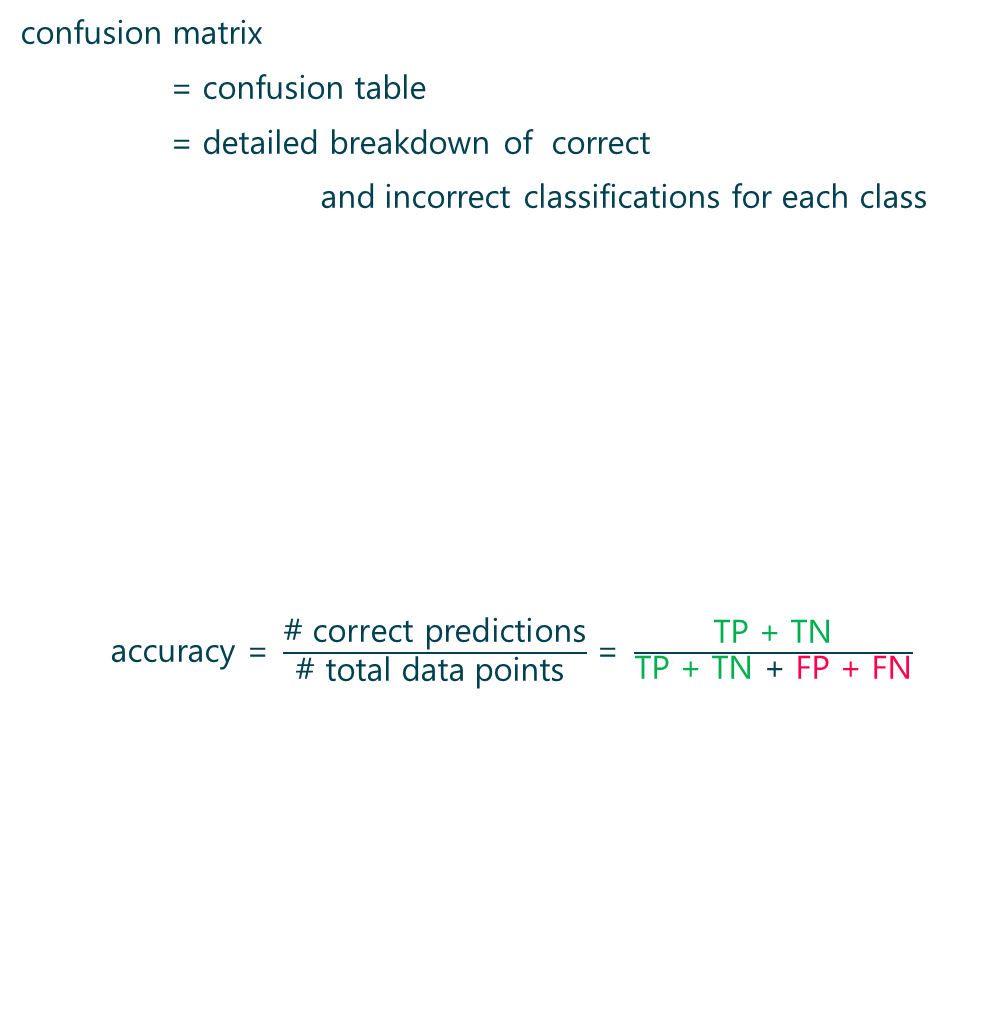 confusion matrix
= confusion table
= detailed breakdown of correct
and incorrect classifications for each class
accuracy = # correct predictions / # total data points = TP + TN / TP + TN + FP + FN